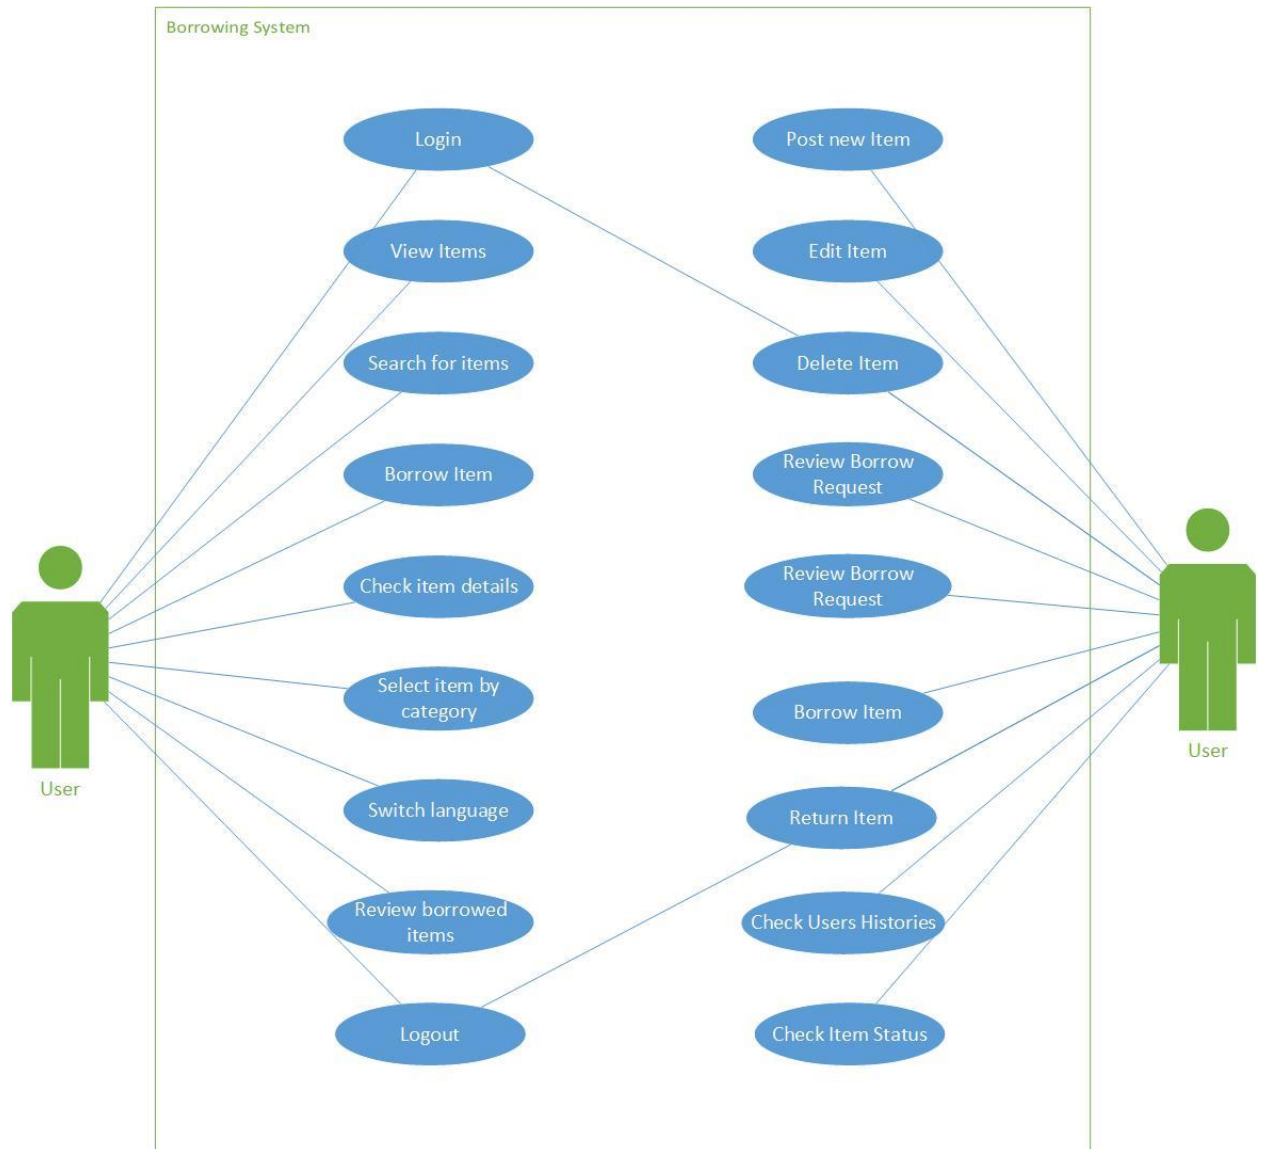 Borrowing System
Login
Post new Item
View Items
Edit Item
Search for items
Delete Item
Borrow Item
Review Borrow
Request
Check item details
Review Borrow
Request
Select item by
category
Borrow Item
User
User
Switch language
Return Item
Review borrowed
items
Check Users Histories
Logout
Check Item Status